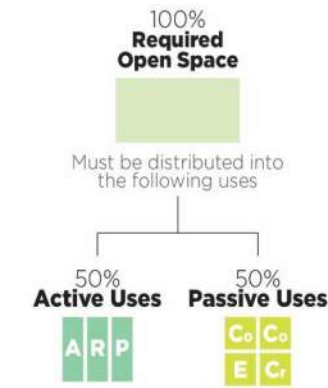 100%
Required
Open Space
Must be distributed into
the following uses
50%
Active Uses
A R P
50%
Passive Uses
Co Co
E Cr